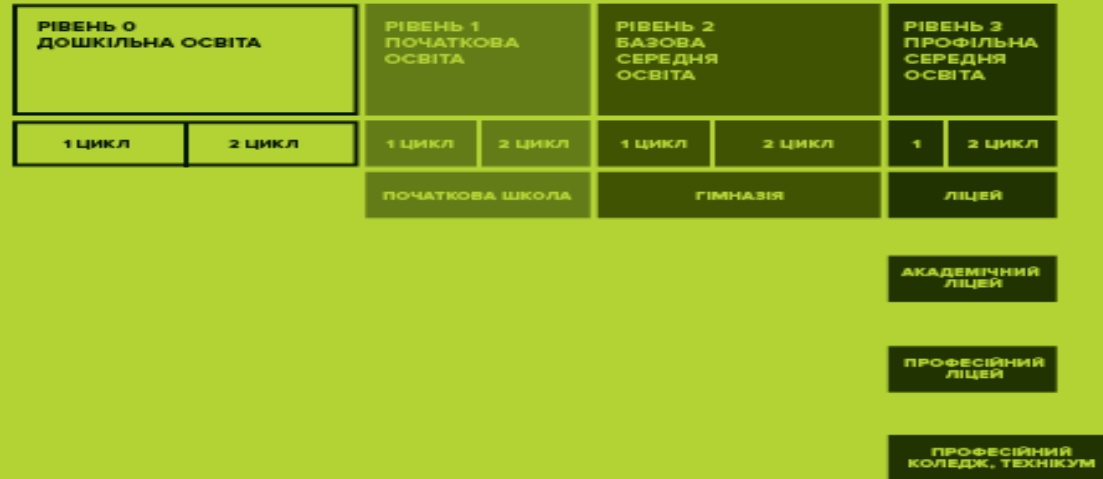 РІВЕНЬ 0
ДОШКІЛЬНА ОСВІТА
РІВЕНЬ 1
ПОЧАТКОВА
ОСВІТА
РІВЕНЬ 2
БАЗОВА
СЕРЕДНЯ
ОСВІТА
РІВЕНЬ 3
ПРОФІЛЬНА
СЕРЕДНЯ
ОСВІТА
1 ЦИКЛ
2 ЦИКЛ
1 ЦИКЛ
2 ЦИКЛ
1 ЦИКЛ
2 ЦИКЛ
1
2 ЦИКЛ
ПОЧАТКОВА ШКОЛА
ГІМНАЗІЯ
ЛІЦЕЙ
АКАДЕМІЧНИЙ
ЛІЦЕЙ
ПРОФЕСІЙНИЙ
ЛІЦЕЙ
ПРОФЕСІЙНИЙ
КОЛЕДЖ, ТЕХНІКУМ